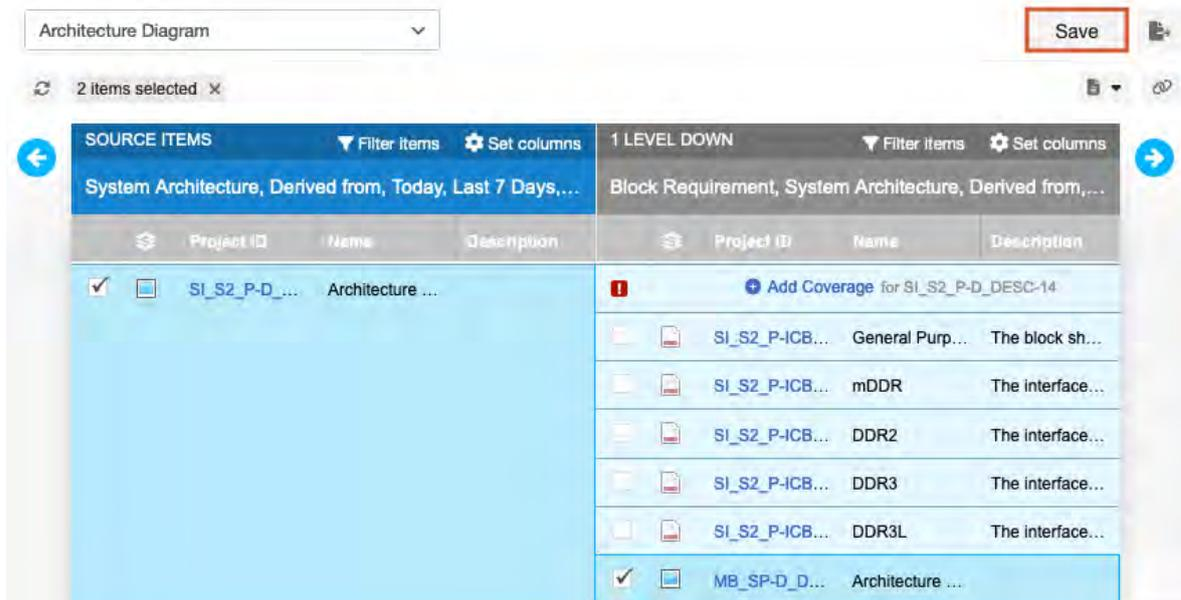 Architecture Diagram
Save
2 items selected ×
SOURCE ITEMS Filter items Set columns 1 LEVEL DOWN Filter items Set columns
System Architecture, Derived from, Today, Last 7 Days,... Block Requirement, System Architecture, Derived from,...
Project ID Name Description Project ID Name Description
SI_S2_P-D_... Architecture ... Add Coverage for SI_S2_P-D_DESC-14
SI_S2_P-ICB... General Purp... The block sh...
SI_S2_P-ICB... mDDR The interface...
SI_S2_P-ICB... DDR2 The interface...
SI_S2_P-ICB... DDR3 The interface...
SI_S2_P-ICB... DDR3L The interface...
MB_SP-D_D... Architecture ...